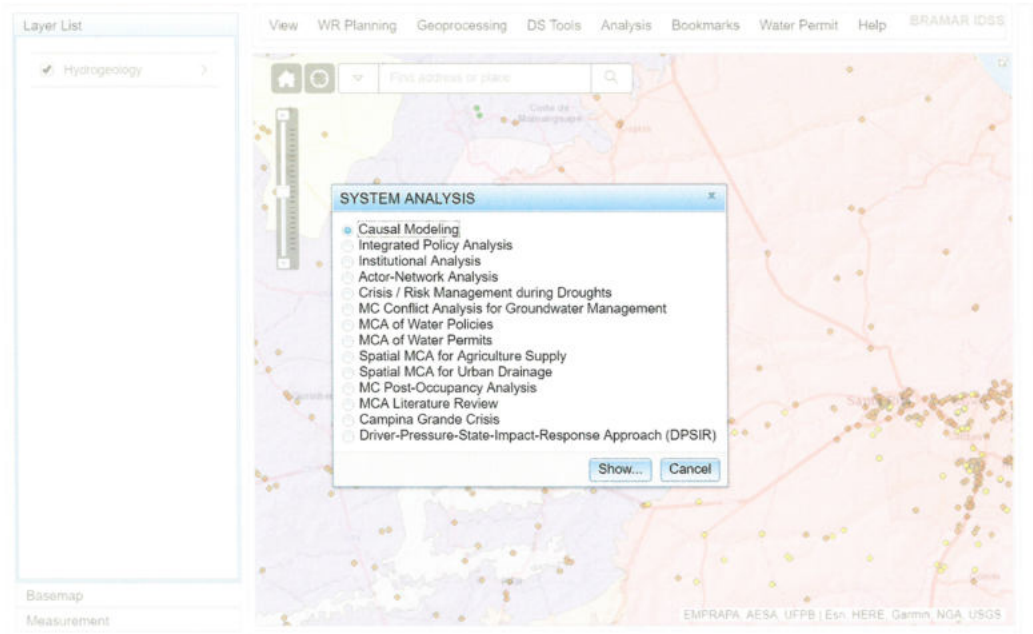 Layer List
View WR Planning Geoprocessing DS Tools Analysis Bookmarks Water Permit Help BRAMAR IDSS
Hydrogeology
Find address or place
SYSTEM ANALYSIS x
Causal Modeling
Integrated Policy Analysis
Institutional Analysis
Actor-Network Analysis
Crisis / Risk Management during Droughts
MC Conflict Analysis for Groundwater Management
MCA of Water Policies
MCA of Water Permits
Spatial MCA for Agriculture Supply
Spatial MCA for Urban Drainage
MC Post-Occupancy Analysis
MCA Literature Review
Campina Grande Crisis
Driver-Pressure-State-Impact-Response Approach (DPSIR)
Show... Cancel
Basemap
Measurement
EMPRAPA, AESA, UFPB | Esri, HERE, Garmin, NGA, USGS